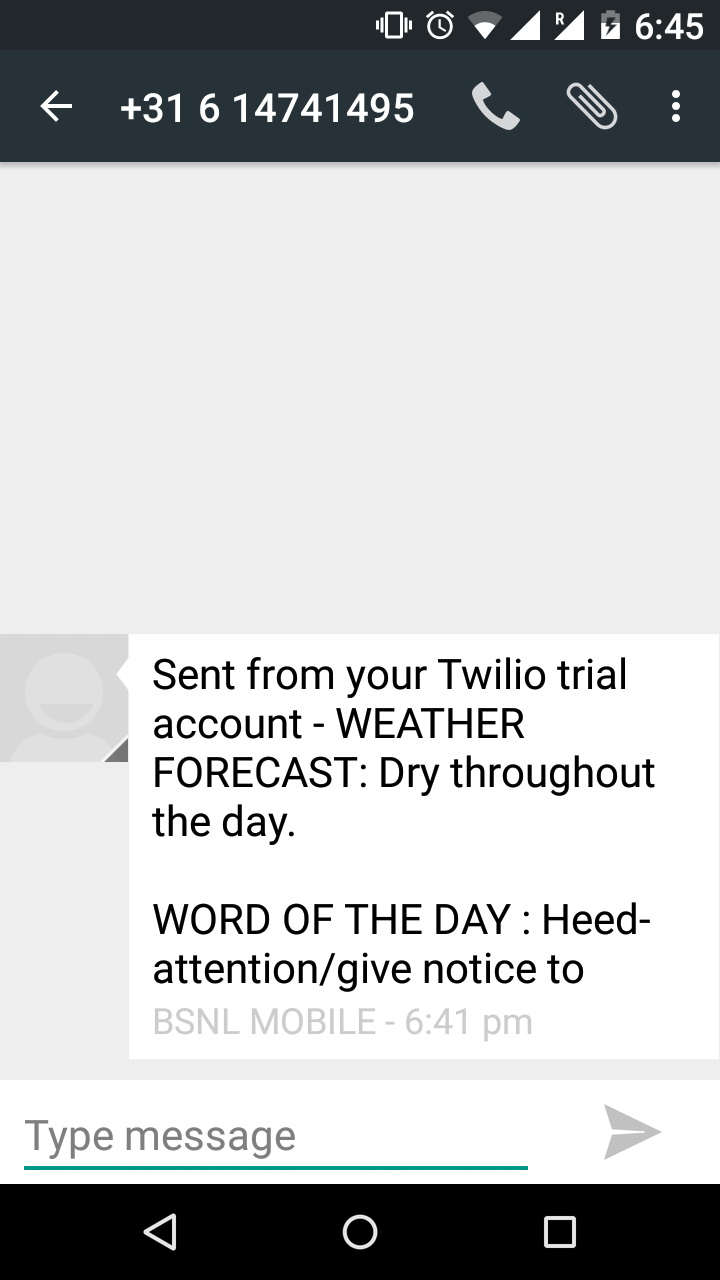 R 6:45
+31 6 14741495
Sent from your Twilio trial
account - WEATHER
FORECAST: Dry throughout
the day.
WORD OF THE DAY : Heed-
attention/give notice to
BSNL MOBILE - 6:41 pm
Type message